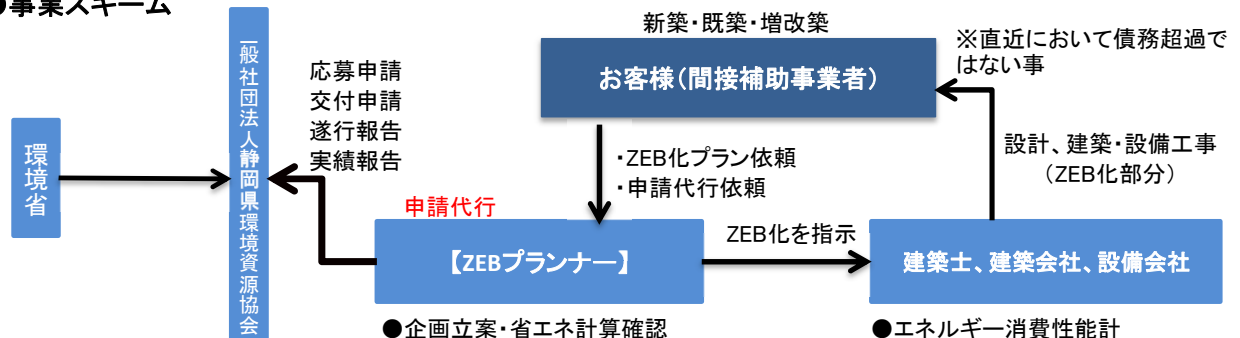 ●事業スキーム
環境省
一般社団法人静岡県環境資源協会
応募申請
交付申請
遂行報告
実績報告
申請代行
新築・既築・増改築
お客様(間接補助事業者)
※直近において債務超過で
はない事
・ZEB化プラン依頼
・申請代行依頼
設計、建築・設備工事
(ZEB化部分)
【ZEBプランナー】
ZEB化を指示
建築士、建築会社、設備会社
●企画立案・省エネ計算確認
●エネルギー消費性能計